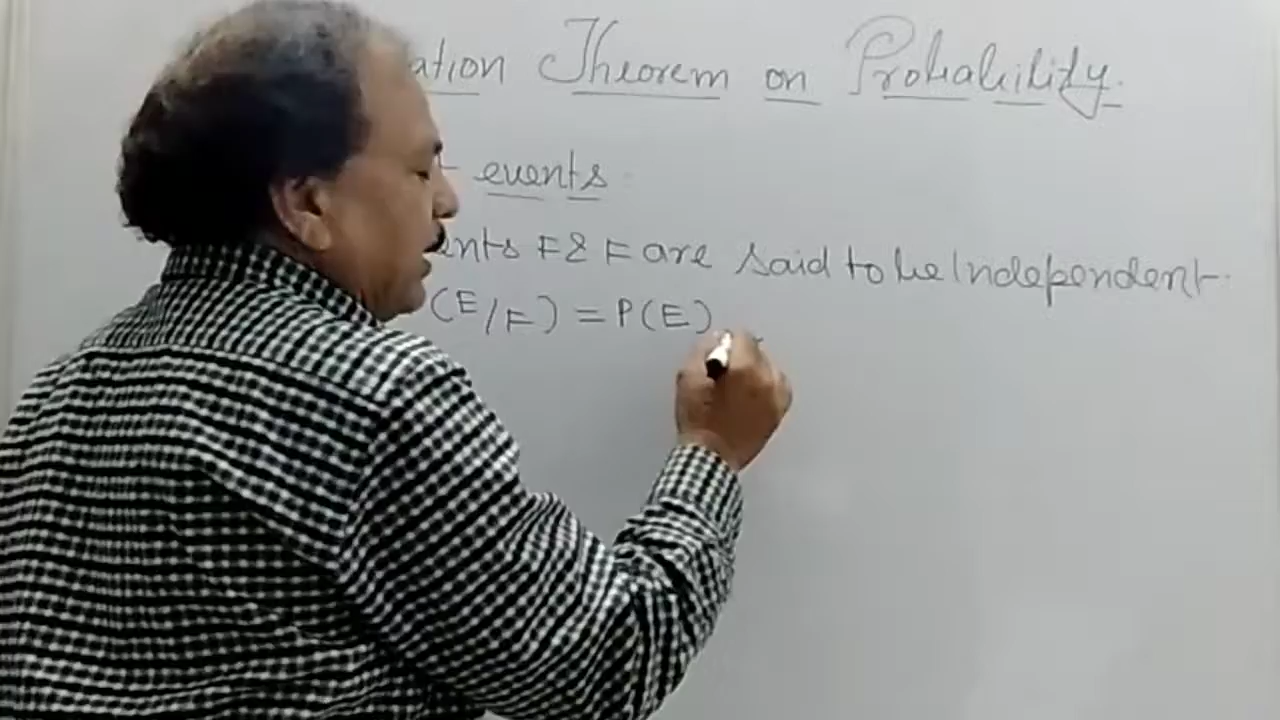 ation Theorem on Probability.
t events
ents E & F are said to be Independent.
(E/F) = P(E)